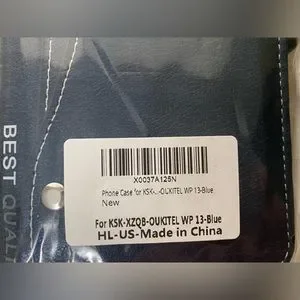 X0037A125N
Phone Case for KSK-...-OUKITEL WP 13-Blue
New
For KSK-XZQB-OUKITEL WP 13-Blue
HL-US-Made in China
BEST QUALI